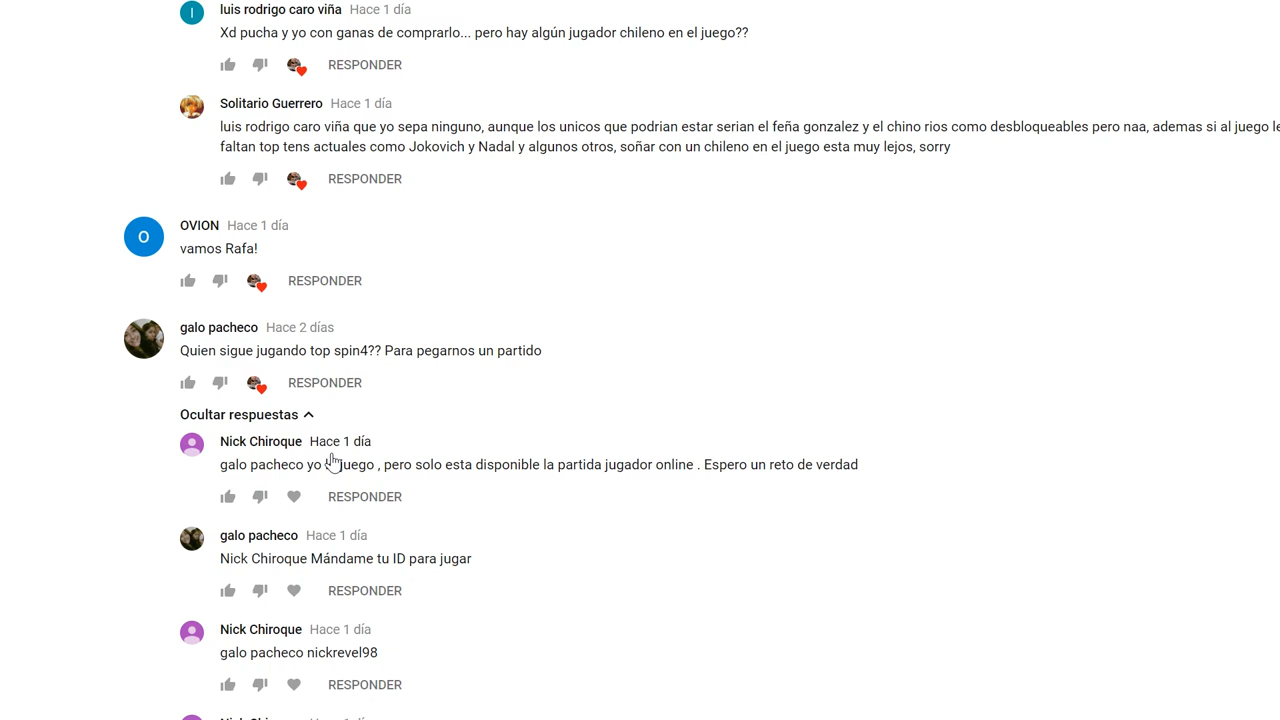 I
luis rodrigo caro viña Hace 1 día
Xd pucha y yo con ganas de comprarlo... pero hay algún jugador chileno en el juego??
RESPONDER
Solitario Guerrero Hace 1 día
luis rodrigo caro viña que yo sepa ninguno, aunque los unicos que podrian estar serian el feña gonzalez y el chino rios como desbloqueables pero naa, ademas si al juego le
faltan top tens actuales como Jokovich y Nadal y algunos otros, soñar con un chileno en el juego esta muy lejos, sorry
RESPONDER
O
OVION Hace 1 día
vamos Rafa!
RESPONDER
galo pacheco Hace 2 días
Quien sigue jugando top spin4?? Para pegarnos un partido
RESPONDER
Ocultar respuestas
Nick Chiroque Hace 1 día
galo pacheco yo juego , pero solo esta disponible la partida jugador online . Espero un reto de verdad
RESPONDER
galo pacheco Hace 1 día
Nick Chiroque Mándame tu ID para jugar
RESPONDER
Nick Chiroque Hace 1 día
galo pacheco nickrevel98
RESPONDER